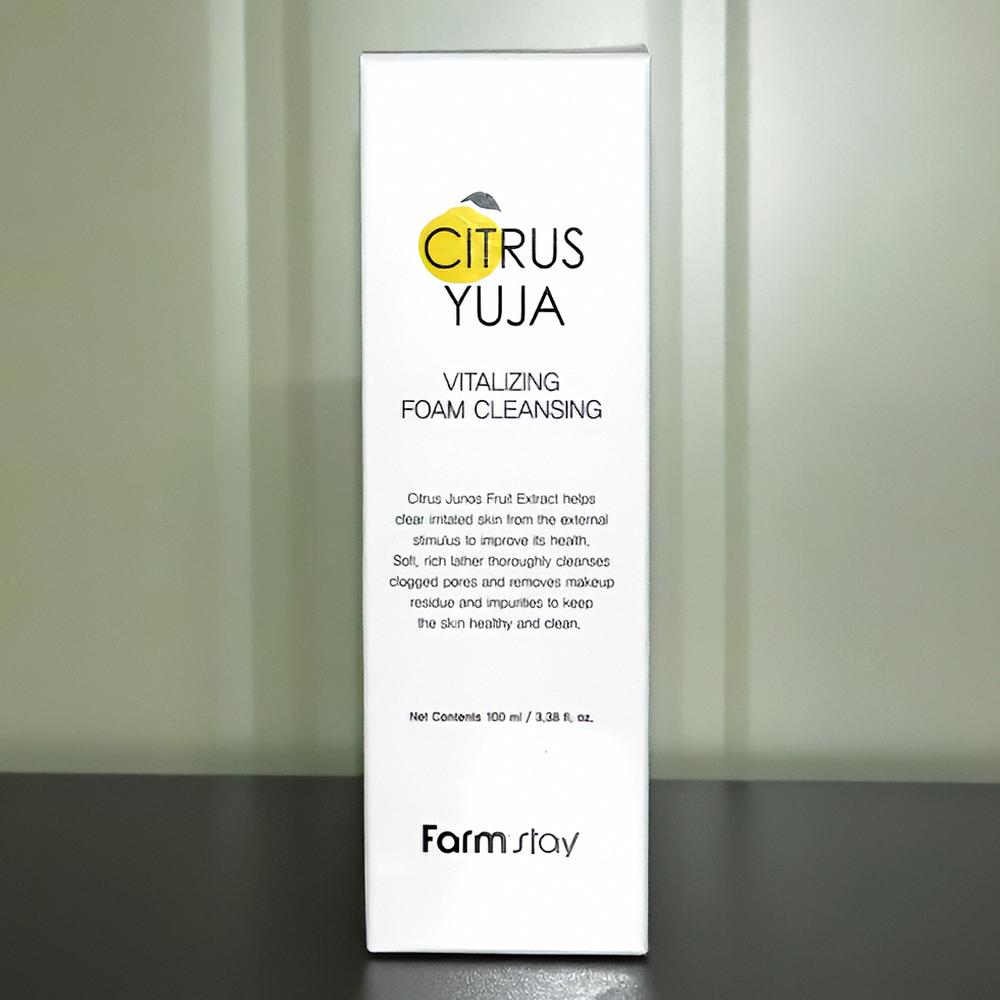 CITRUS
YUJA
VITALIZING
FOAM CLEANSING
Citrus Junos Fruit Extract helps
clear irritated skin from the external
stimulus to improve its health.
Soft, rich lather thoroughly cleanses
clogged pores and removes makeup
residue and impurities to keep
the skin healthy and clean.
Net Contents 100 ml / 3.38 fl. oz.
Farm stay